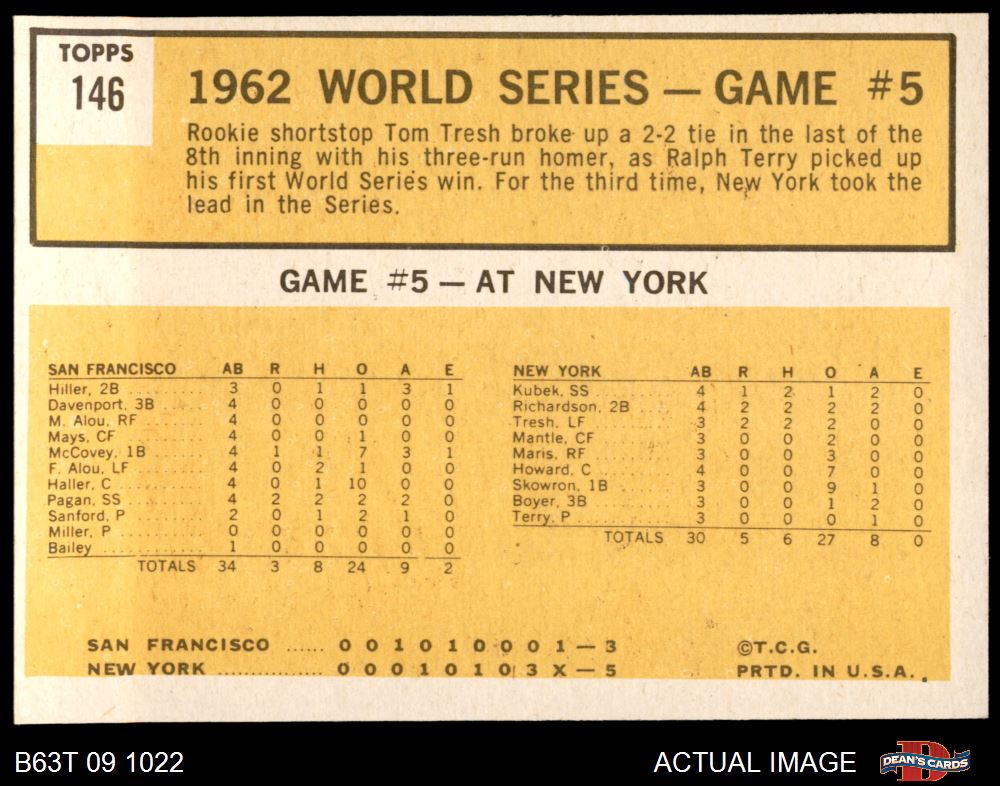 TOPPS
146
1962 WORLD SERIES — GAME #5
Rookie shortstop Tom Tresh broke up a 2-2 tie in the last of the
8th inning with his three-run homer, as Ralph Terry picked up
his first World Series win. For the third time, New York took the
lead in the Series.
GAME #5 — AT NEW YORK
SAN FRANCISCO AB R H O A E
Hiller, 2B .......... 3 0 1 1 3 1
Davenport, 3B ...... 4 0 0 0 0 0
M. Alou, RF ........ 4 0 0 0 0 0
Mays, CF .......... 4 0 0 1 0 0
McCovey, 1B ....... 4 1 1 7 3 1
F. Alou, LF ......... 4 0 2 1 0 0
Haller, C ........... 4 0 1 10 0 0
Pagan, SS .......... 4 2 2 2 2 0
Sanford, P ......... 2 0 1 2 1 0
Miller, P ........... 0 0 0 0 0 0
Bailey ............. 1 0 0 0 0 0
TOTALS 34 3 8 24 9 2
NEW YORK AB R H O A E
Kubek, SS .......... 4 1 2 1 2 0
Richardson, 2B .... 4 2 2 2 2 0
Tresh, LF .......... 3 2 2 2 0 0
Mantle, CF ........ 3 0 0 2 0 0
Maris, RF .......... 3 0 0 3 0 0
Howard, C ......... 4 0 0 7 0 0
Skowron, 1B ....... 3 0 0 9 1 0
Boyer, 3B .......... 3 0 0 1 2 0
Terry, P ........... 3 0 0 0 1 0
TOTALS 30 5 6 27 8 0
SAN FRANCISCO ...... 0 0 1 0 1 0 0 0 1 — 3
NEW YORK ................ 0 0 0 1 0 1 0 3 X — 5
©T.C.G.
PRTD. IN U.S.A.
B63T 09 1022
ACTUAL IMAGE
D
DEAN'S CARDS